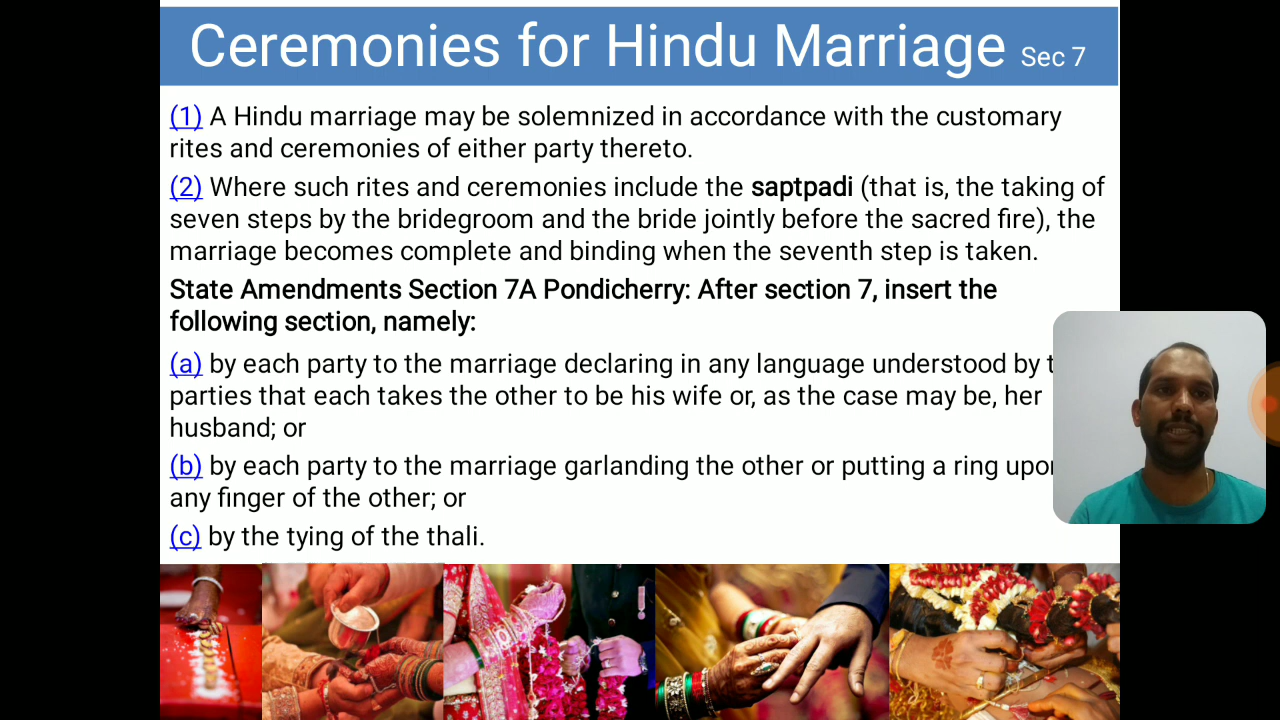 Ceremonies for Hindu Marriage Sec 7
(1) A Hindu marriage may be solemnized in accordance with the customary
rites and ceremonies of either party thereto.
(2) Where such rites and ceremonies include the saptpadi (that is, the taking of
seven steps by the bridegroom and the bride jointly before the sacred fire), the
marriage becomes complete and binding when the seventh step is taken.
State Amendments Section 7A Pondicherry: After section 7, insert the
following section, namely:
(a) by each party to the marriage declaring in any language understood by
parties that each takes the other to be his wife or, as the case may be, her
husband; or
(b) by each party to the marriage garlanding the other or putting a ring upon
any finger of the other; or
(c) by the tying of the thali.